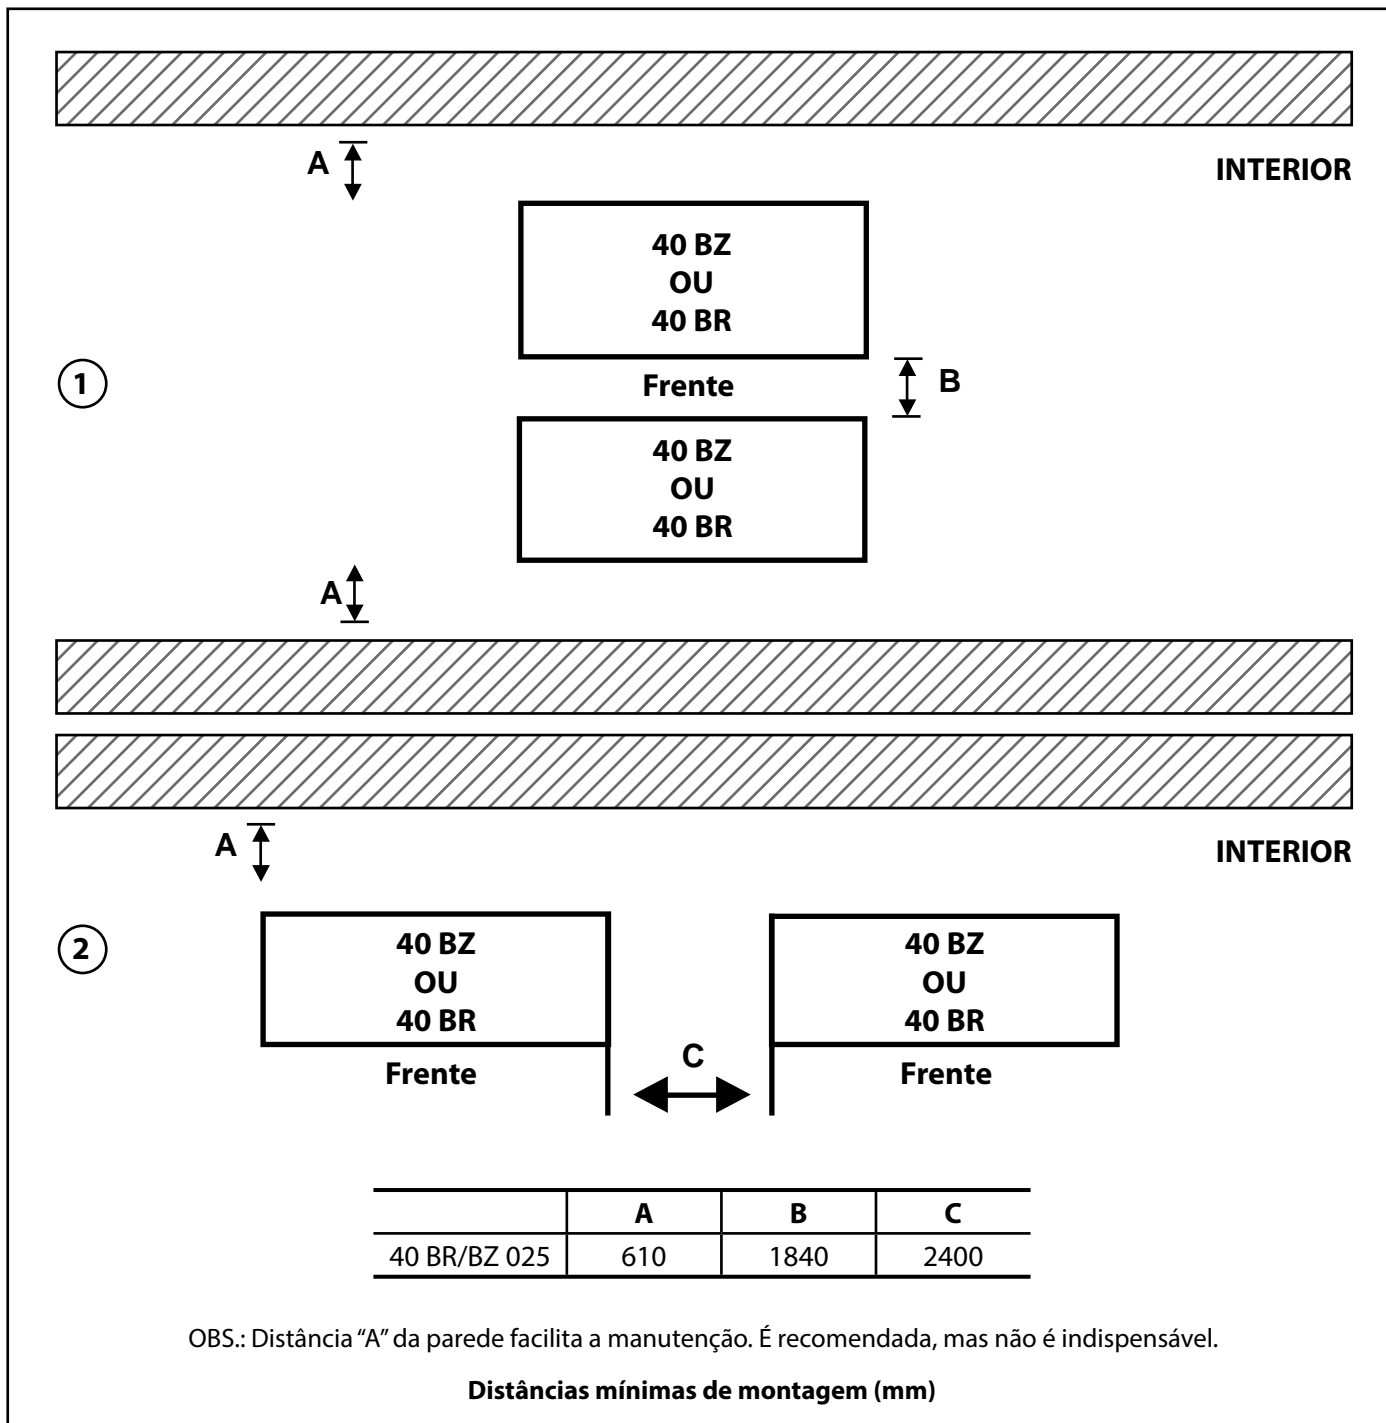 A
INTERIOR
40 BZ
OU
40 BR
1
Frente
B
40 BZ
OU
40 BR
A
A
INTERIOR
2
40 BZ
OU
40 BR
40 BZ
OU
40 BR
Frente
C
Frente
A B C
40 BR/BZ 025 610 1840 2400
OBS.: Distância “A” da parede facilita a manutenção. É recomendada, mas não é indispensável.
Distâncias mínimas de montagem (mm)